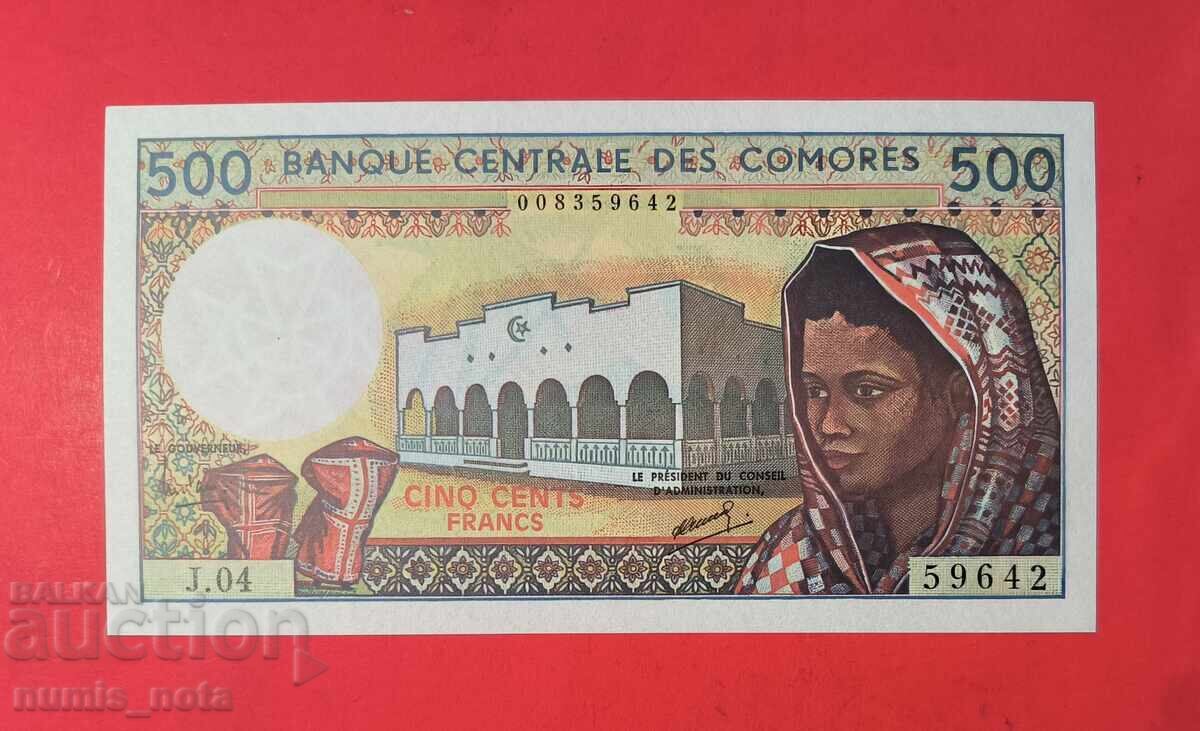 500 BANQUE CENTRALE DES COMORES 500
008359642
LE GOUVERNEUR,
LE PRÉSIDENT DU CONSEIL
D'ADMINISTRATION,
CINQ CENTS
FRANCS
J.04
59642
BALKAN
auction
numis_nota